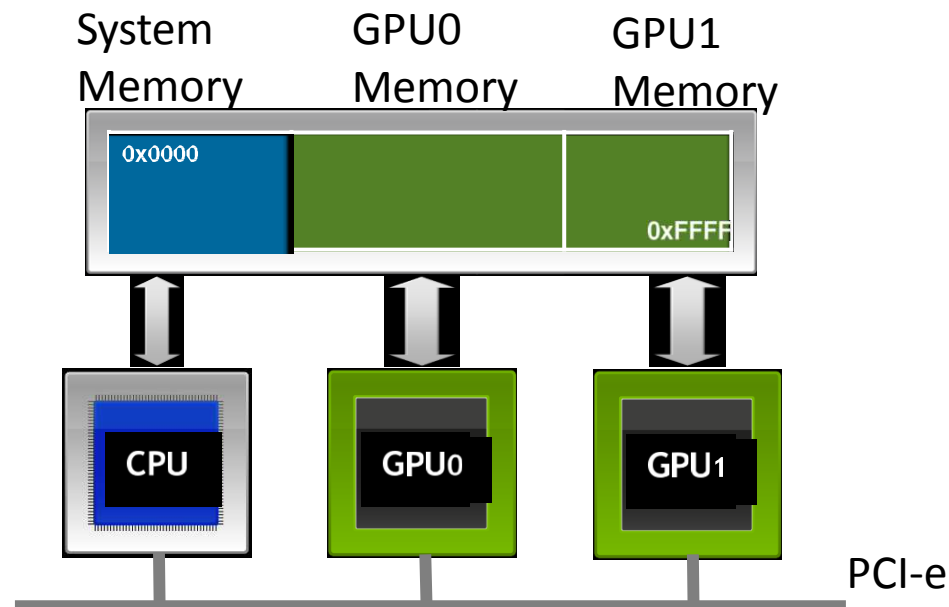 System
Memory
GPU0
Memory
GPU1
Memory
0x0000
0xFFFF
CPU
GPU0
GPU1
PCI-e